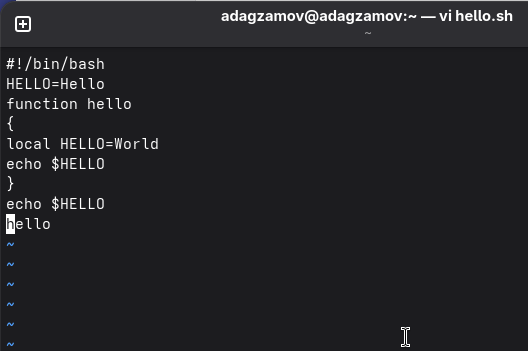 adagzamov@adagzamov:~ — vi hello.sh
~
#!/bin/bash
HELLO=Hello
function hello
{
local HELLO=World
echo $HELLO
}
echo $HELLO
hello
~
~
~
~
~
~